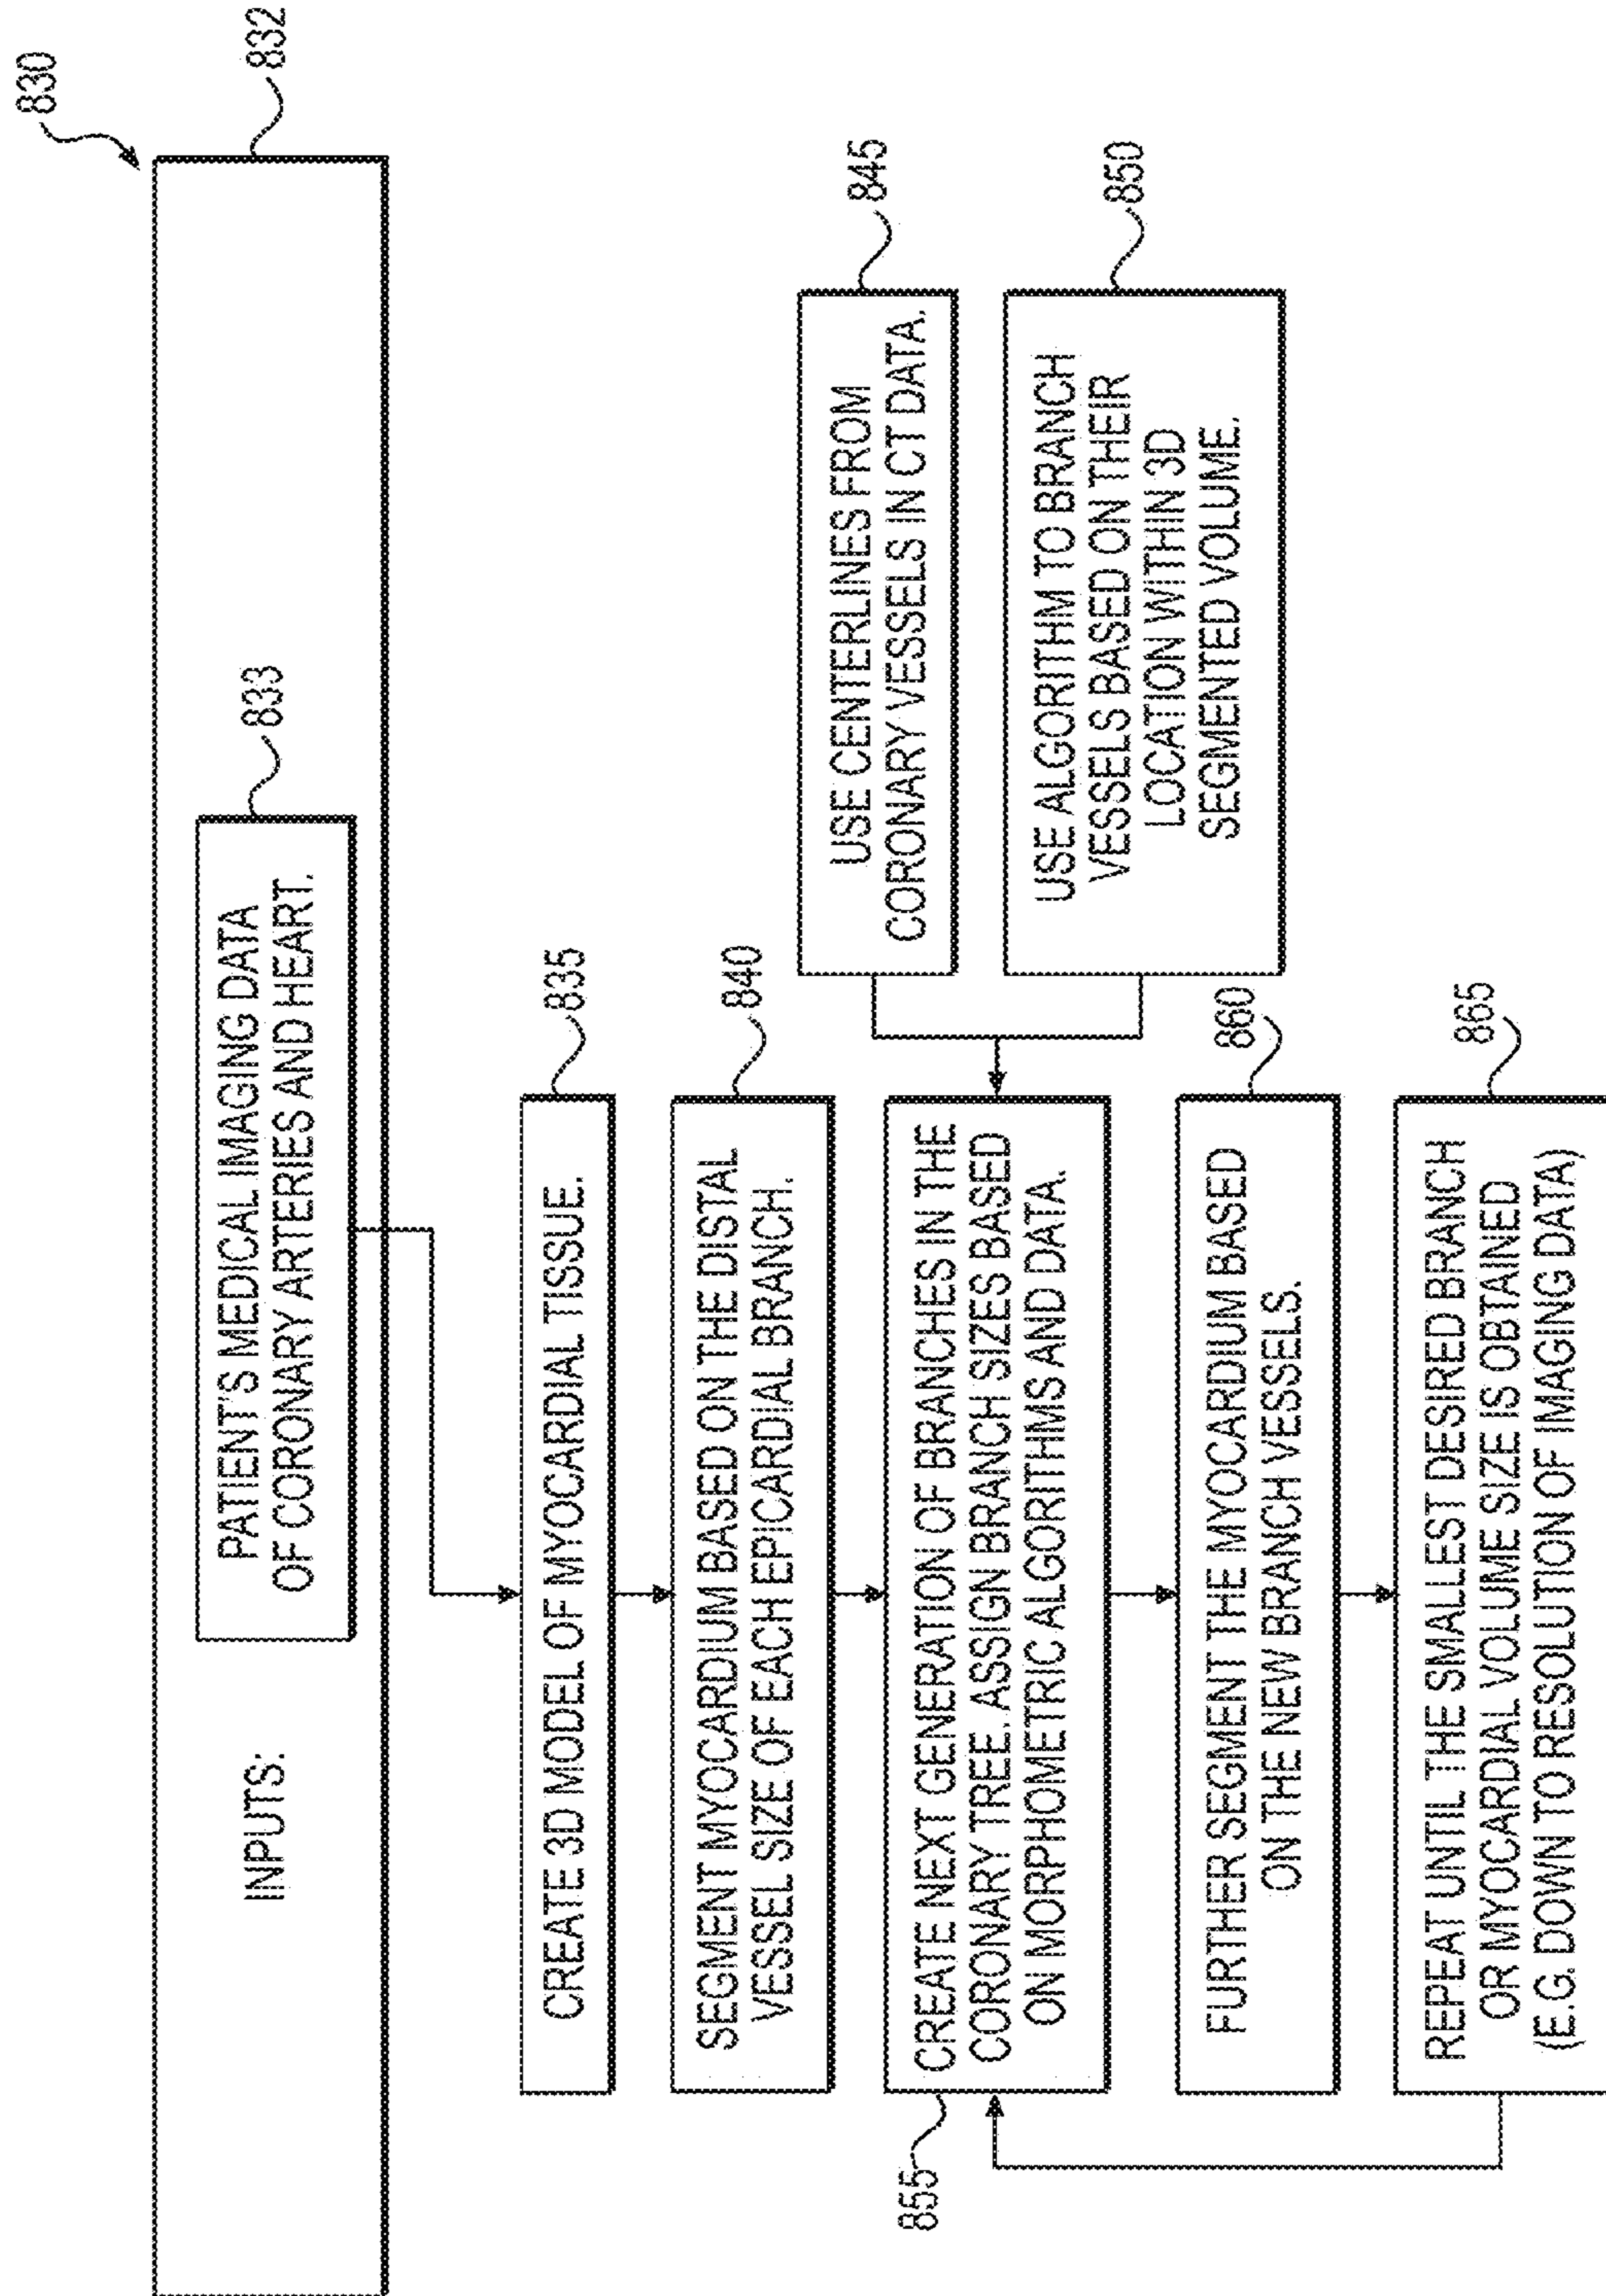 830
832
INPUTS:
833
PATIENT'S MEDICAL IMAGING DATA
OF CORONARY ARTERIES AND HEART.
835
CREATE 3D MODEL OF MYOCARDIAL TISSUE.
840
SEGMENT MYOCARDIUM BASED ON THE DISTAL
VESSEL SIZE OF EACH EPICARDIAL BRANCH.
845
USE CENTERLINES FROM
CORONARY VESSELS IN CT DATA.
850
USE ALGORITHM TO BRANCH
VESSELS BASED ON THEIR
LOCATION WITHIN 3D
SEGMENTED VOLUME.
855
CREATE NEXT GENERATION OF BRANCHES IN THE
CORONARY TREE. ASSIGN BRANCH SIZES BASED
ON MORPHOMETRIC ALGORITHMS AND DATA.
860
FURTHER SEGMENT THE MYOCARDIUM BASED
ON THE NEW BRANCH VESSELS.
865
REPEAT UNTIL THE SMALLEST DESIRED BRANCH
OR MYOCARDIAL VOLUME SIZE IS OBTAINED
(E.G. DOWN TO RESOLUTION OF IMAGING DATA)